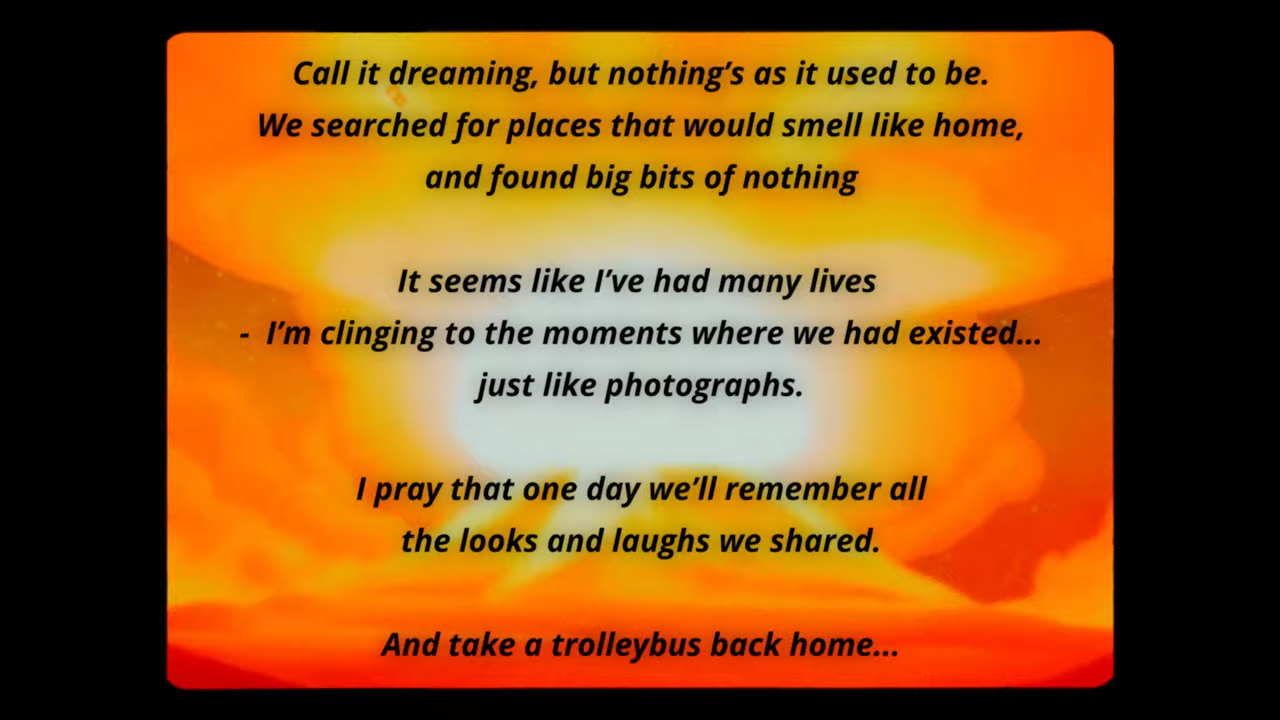 Call it dreaming, but nothing’s as it used to be.
We searched for places that would smell like home,
and found big bits of nothing
It seems like I’ve had many lives
- I’m clinging to the moments where we had existed...
just like photographs.
I pray that one day we’ll remember all
the looks and laughs we shared.
And take a trolleybus back home...